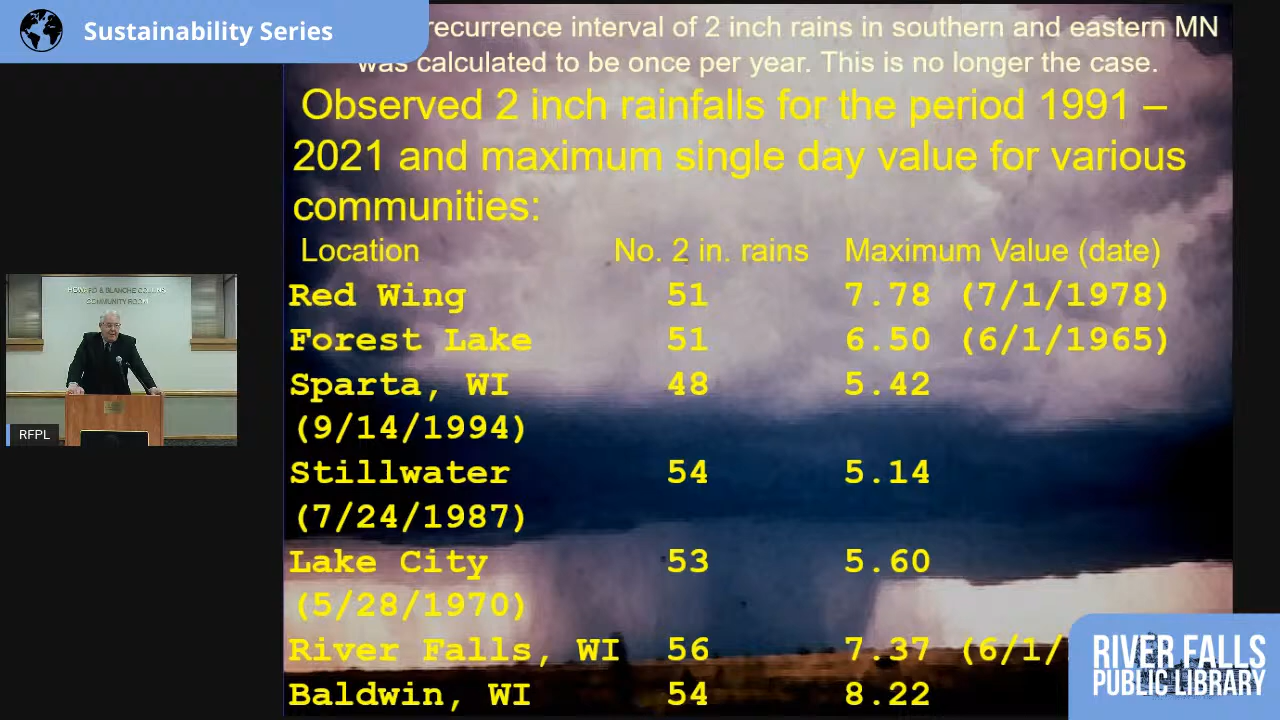 Sustainability Series
recurrence interval of 2 inch rains in southern and eastern MN
was calculated to be once per year. This is no longer the case.
Observed 2 inch rainfalls for the period 1991 –
2021 and maximum single day value for various
communities:
Location No. 2 in. rains Maximum Value (date)
Red Wing 51 7.78 (7/1/1978)
Forest Lake 51 6.50 (6/1/1965)
Sparta, WI 48 5.42
(9/14/1994)
Stillwater 54 5.14
(7/24/1987)
Lake City 53 5.60
(5/28/1970)
River Falls, WI 56 7.37 (6/1/
Baldwin, WI 54 8.22
HOWARD & BLANCHE COLLINS
COMMUNITY ROOM
RFPL
RIVER FALLS
PUBLIC LIBRARY